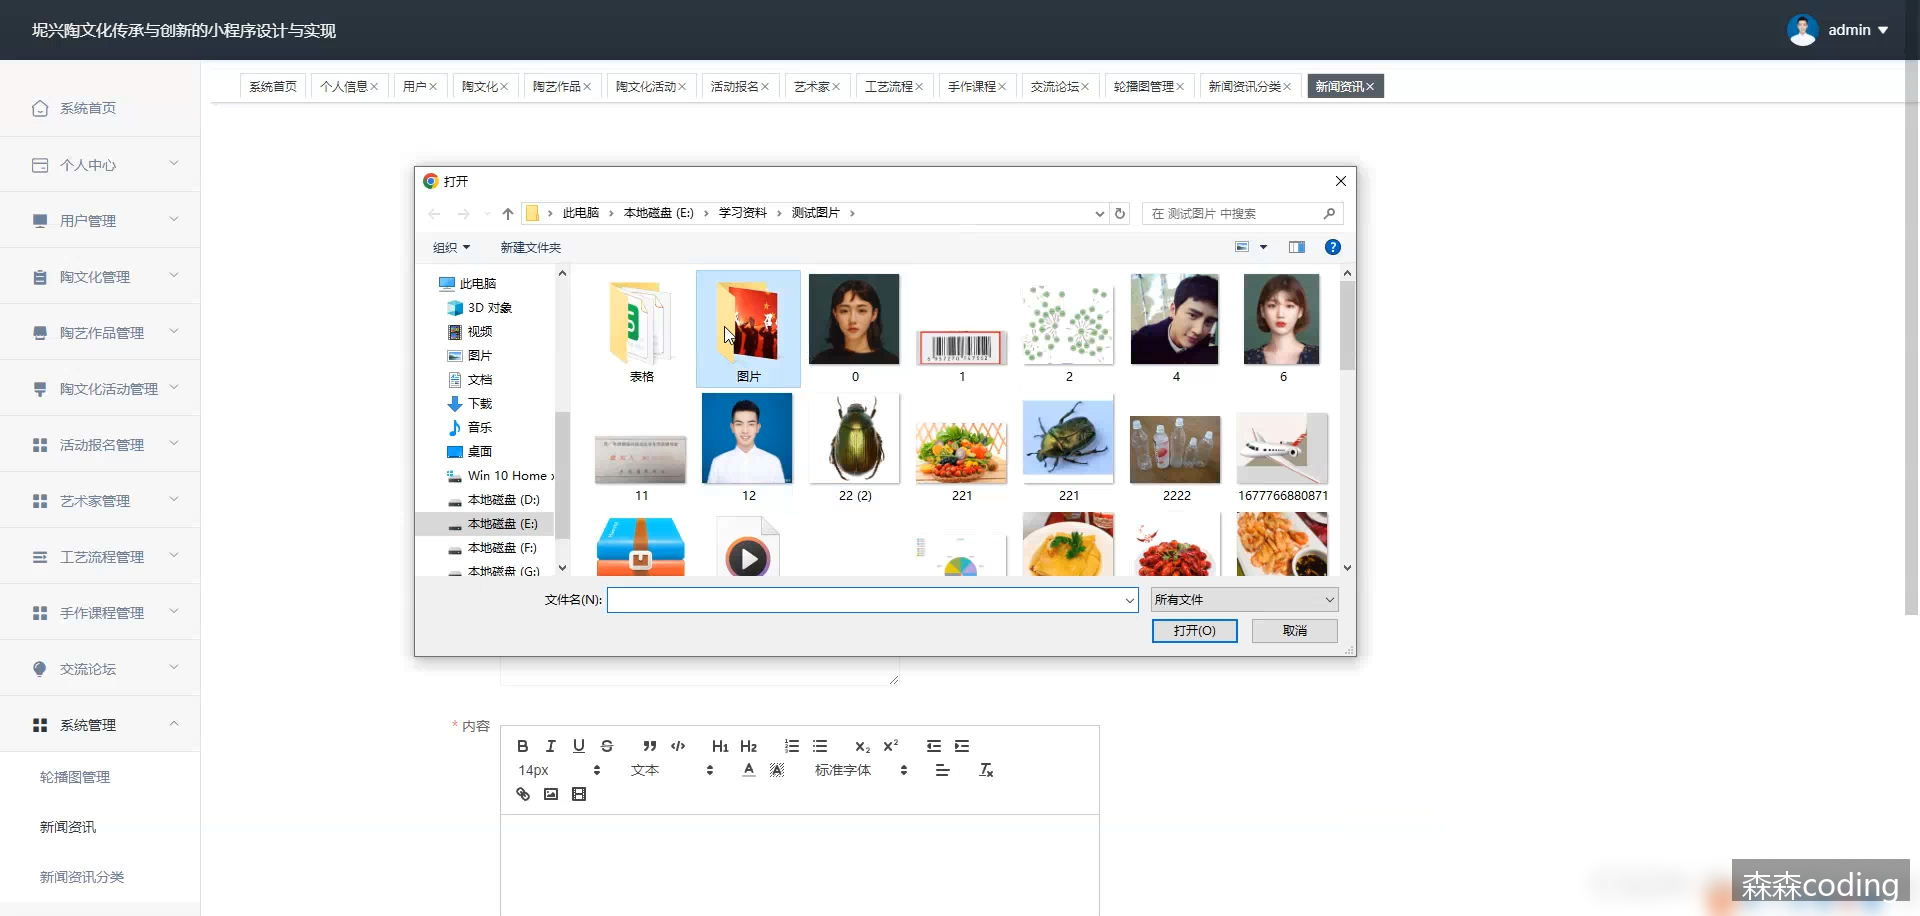 坭兴陶文化传承与创新的小程序设计与实现
admin
系统首页 个人信息 用户 陶文化 陶艺作品 陶文化活动 活动报名 艺术家 工艺流程 手作课程 交流论坛 轮播图管理 新闻资讯分类 新闻资讯
系统首页
个人中心
用户管理
陶文化管理
陶艺作品管理
陶文化活动管理
活动报名管理
艺术家管理
工艺流程管理
手作课程管理
交流论坛
系统管理
轮播图管理
新闻资讯
新闻资讯分类
打开
此电脑 本地磁盘 (E:) 学习资料 测试图片
在 测试图片 中搜索
组织 新建文件夹
此电脑
3D 对象
视频
图片
文档
下载
音乐
桌面
Win 10 Home
本地磁盘 (D:)
本地磁盘 (E:)
本地磁盘 (F:)
本地磁盘 (G:)
表格 图片 0 1 2 4 6
11 12 22 (2) 221 221 2222 1677766880871
文件名(N):
所有文件
打开(O) 取消
* 内容
B I U S H1 H2 X2 X2
14px 文本 A A 标准字体 Tx
森森coding